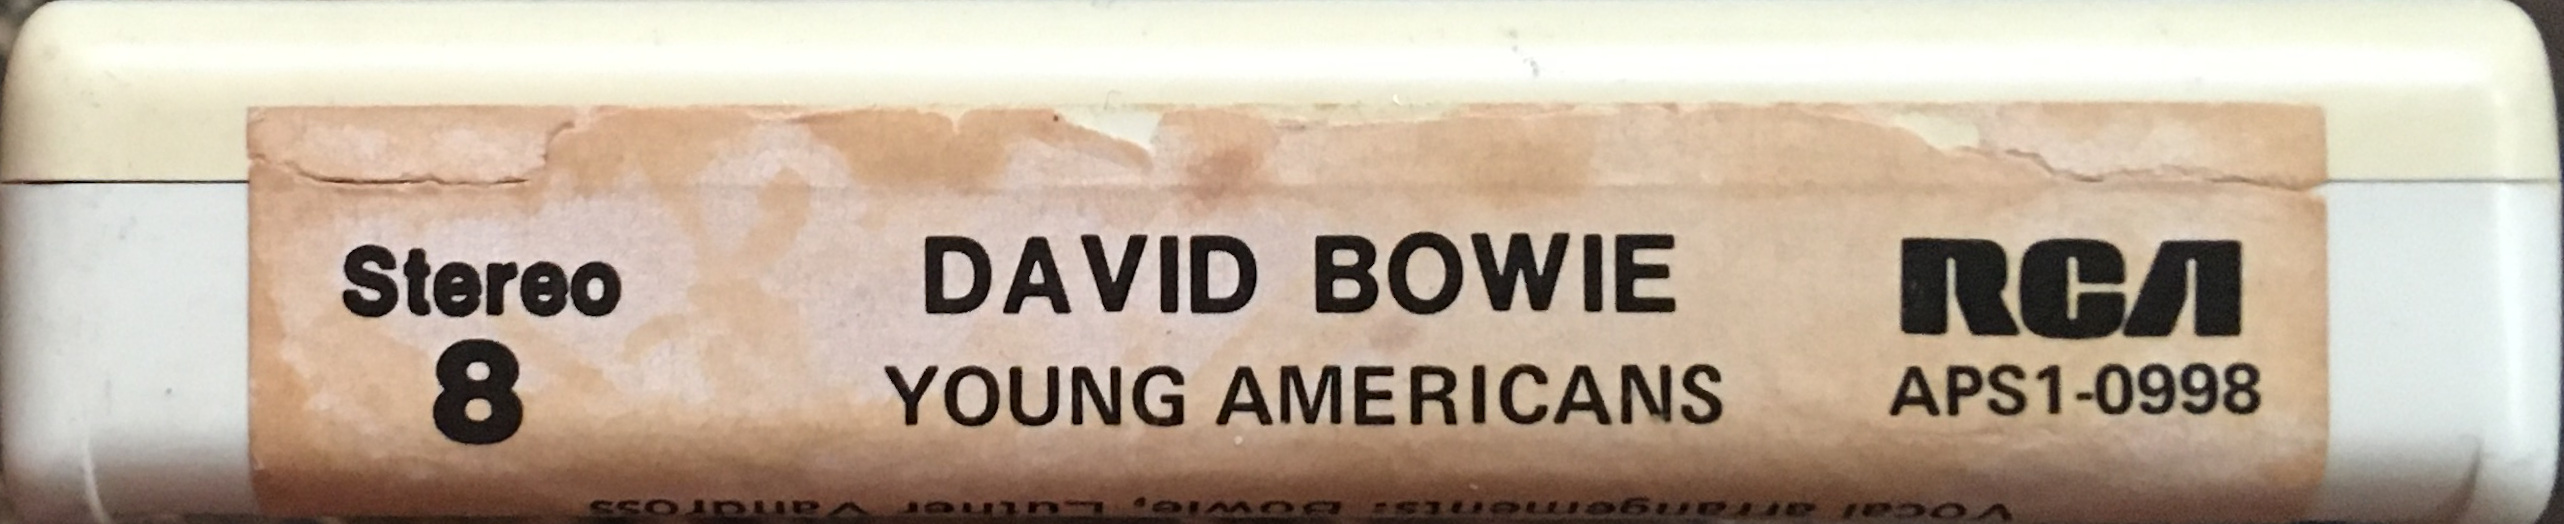 Stereo
8
DAVID BOWIE
YOUNG AMERICANS
RCA
APS1-0998
Vocal arrangements: Bowie, Luther Vandross